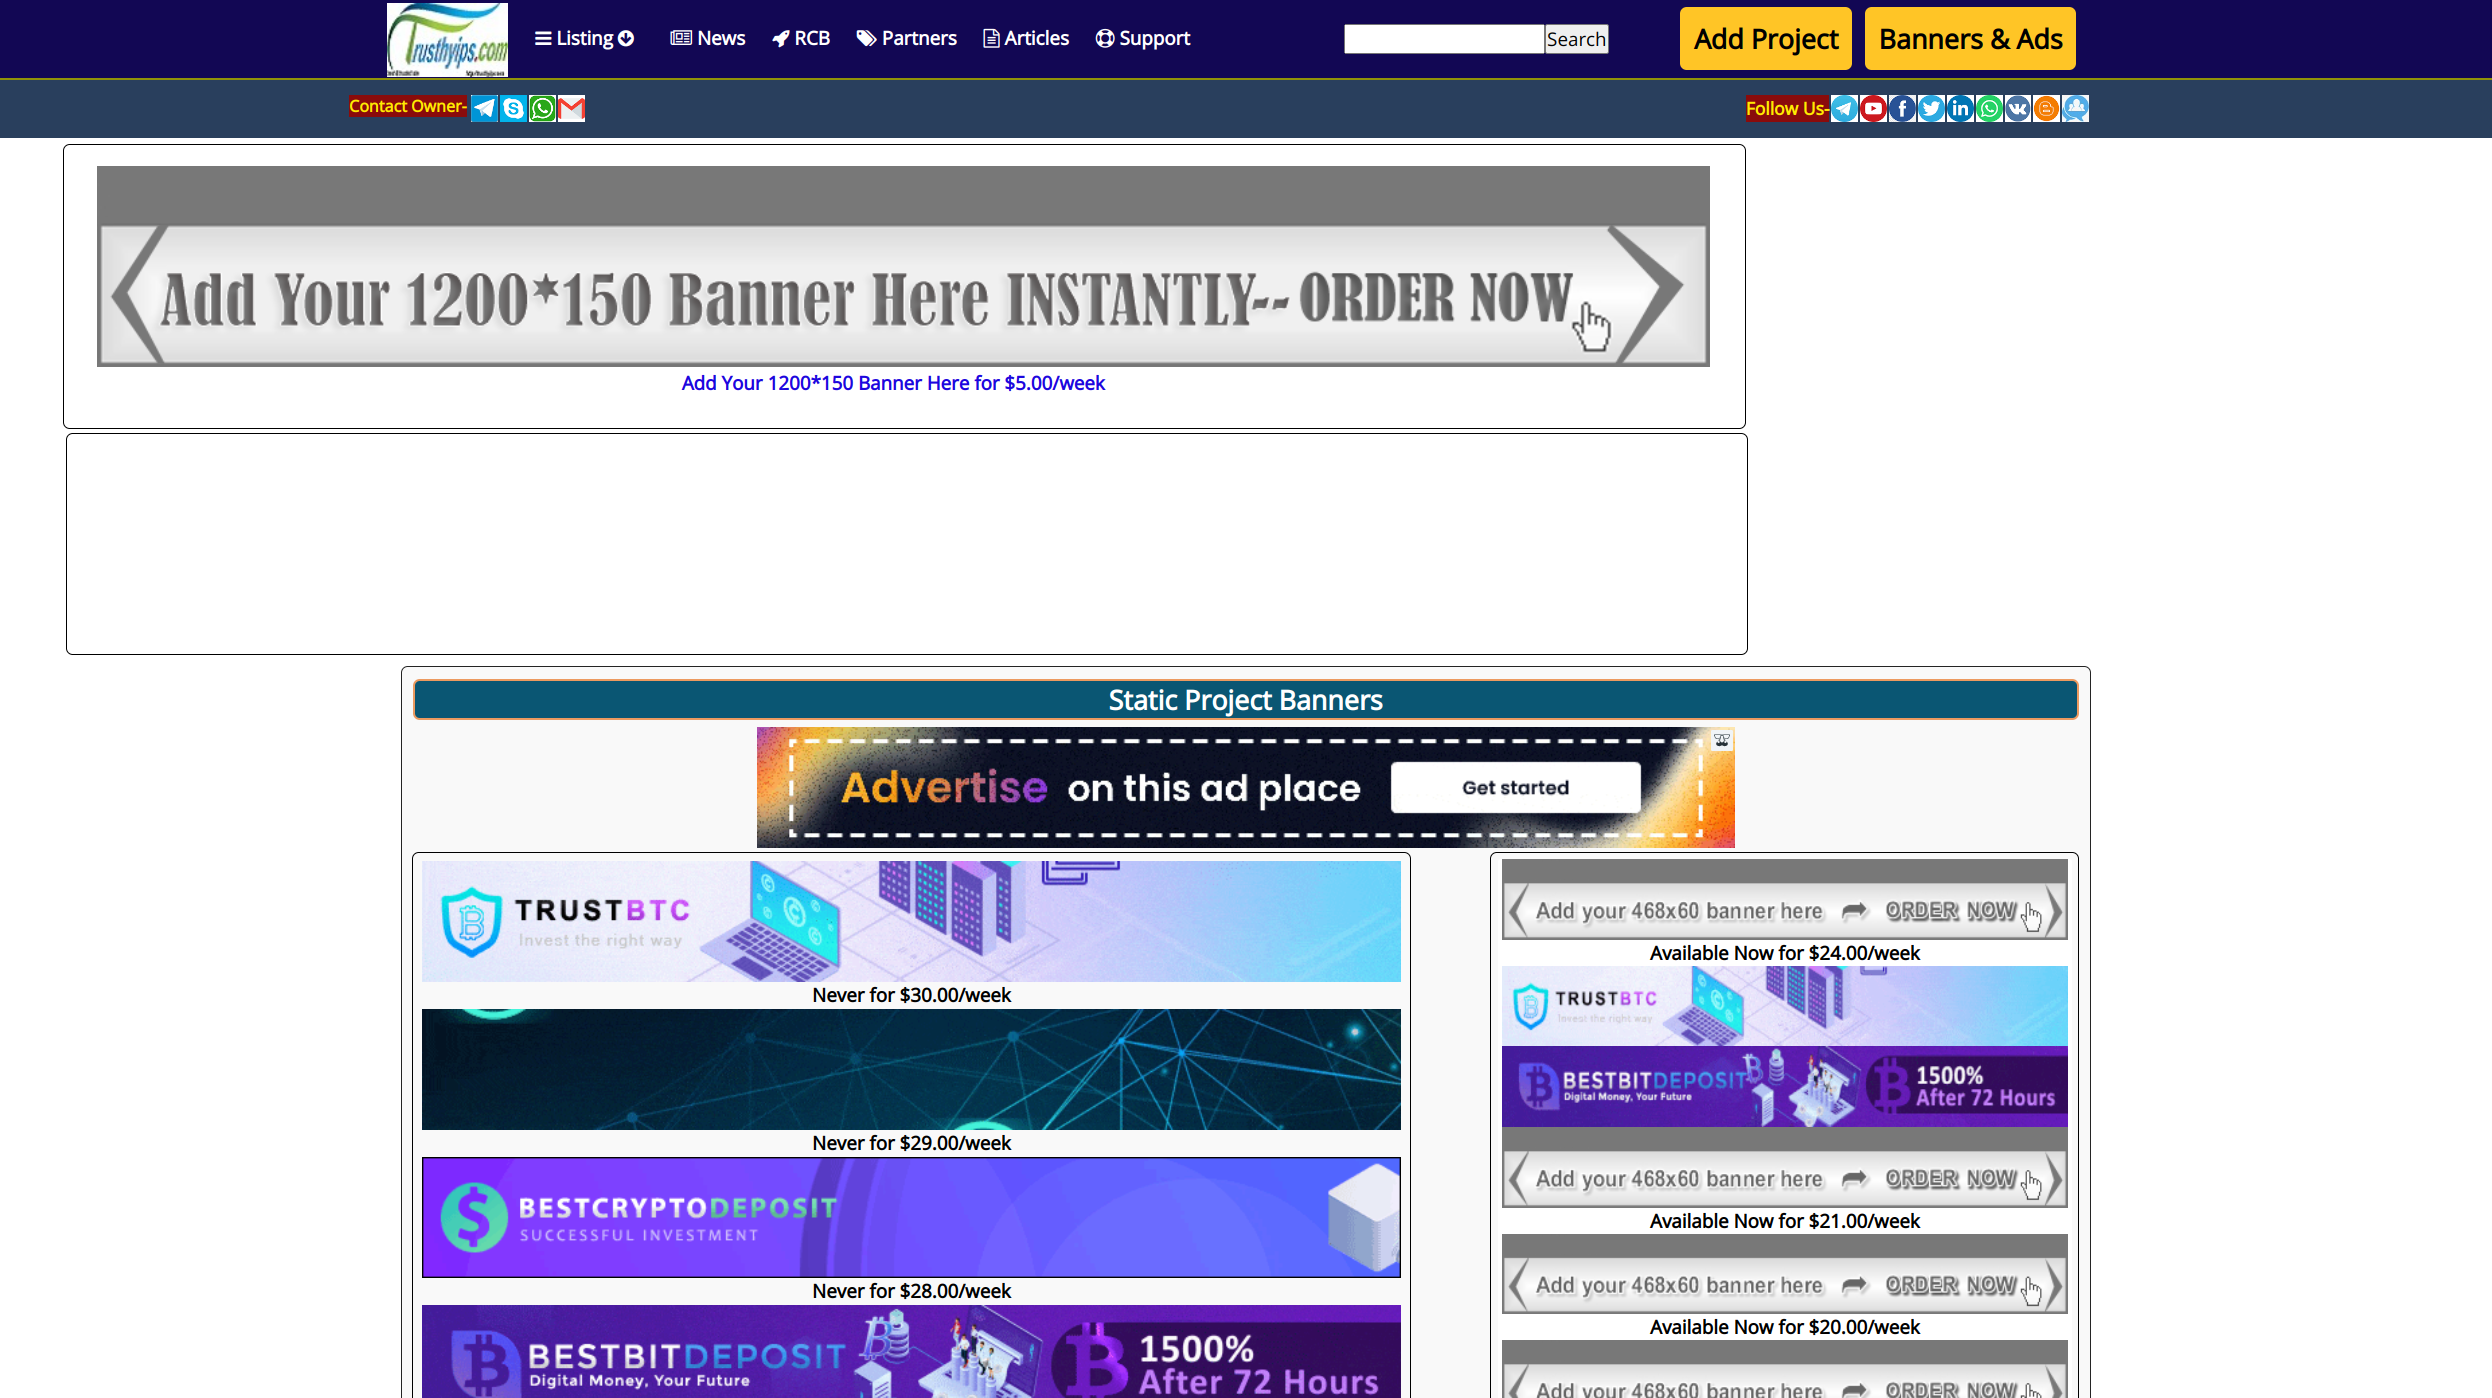 Trusthyips.com
Listing
News
RCB
Partners
Articles
Support
Search
Add Project
Banners & Ads
Contact Owner-
Follow Us-
Add Your 1200*150 Banner Here INSTANTLY-- ORDER NOW
Add Your 1200*150 Banner Here for $5.00/week
Static Project Banners
Advertise on this ad place
Get started
TRUSTBTC
Invest the right way
Never for $30.00/week
Never for $29.00/week
BESTCRYPTODEPOSIT
SUCCESSFUL INVESTMENT
Never for $28.00/week
BESTBITDEPOSIT
Digital Money, Your Future
1500%
After 72 Hours
Add your 468x60 banner here ORDER NOW
Available Now for $24.00/week
TRUSTBTC
Invest the right way
BESTBITDEPOSIT
Digital Money, Your Future
1500%
After 72 Hours
Add your 468x60 banner here ORDER NOW
Available Now for $21.00/week
Add your 468x60 banner here ORDER NOW
Available Now for $20.00/week
Add your 468x60 banner here ORDER NOW